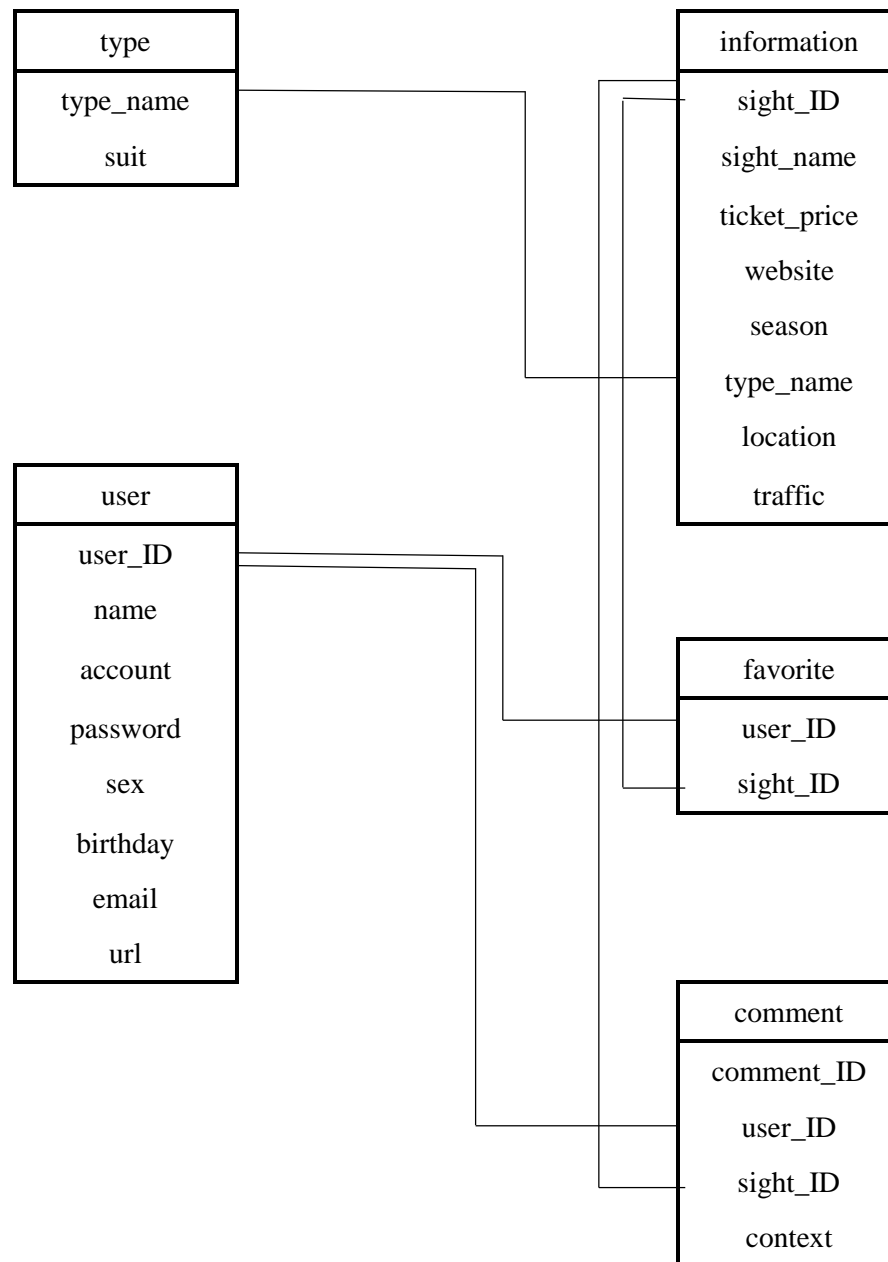 type
type_name
suit
information
sight_ID
sight_name
ticket_price
website
season
type_name
location
traffic
user
user_ID
name
account
password
sex
birthday
email
url
favorite
user_ID
sight_ID
comment
comment_ID
user_ID
sight_ID
context